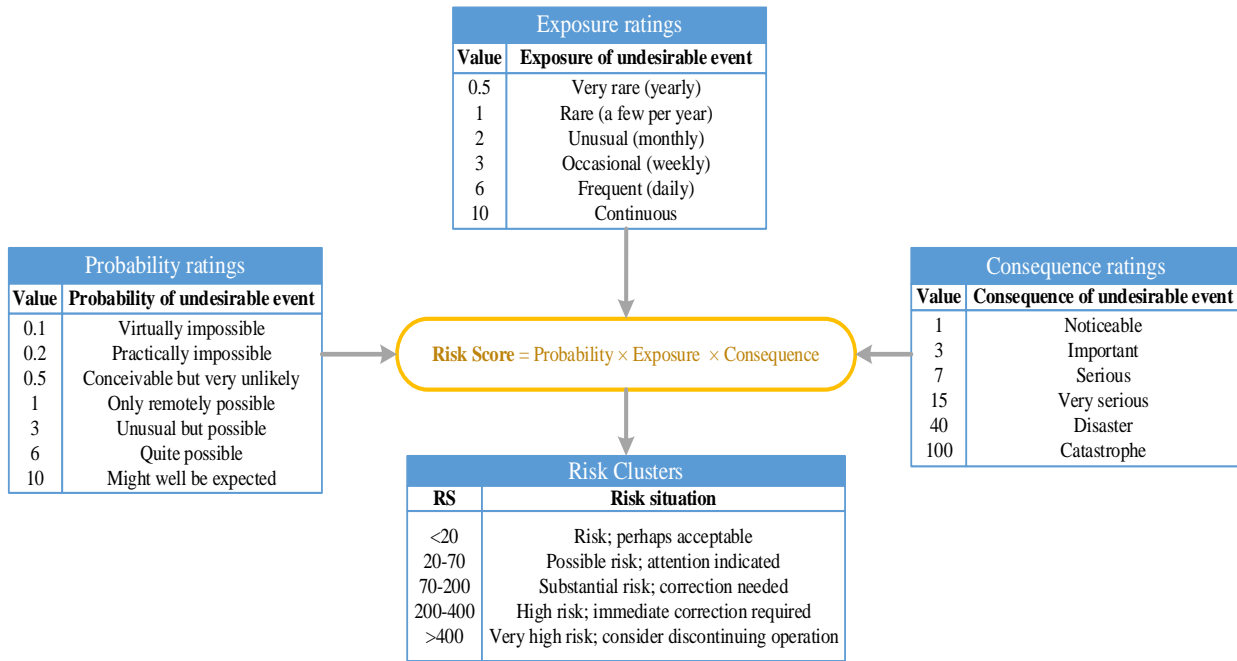 Exposure ratings
Value Exposure of undesirable event
0.5 Very rare (yearly)
1 Rare (a few per year)
2 Unusual (monthly)
3 Occasional (weekly)
6 Frequent (daily)
10 Continuous
Probability ratings
Value Probability of undesirable event
0.1 Virtually impossible
0.2 Practically impossible
0.5 Conceivable but very unlikely
1 Only remotely possible
3 Unusual but possible
6 Quite possible
10 Might well be expected
Risk Score = Probability × Exposure × Consequence
Consequence ratings
Value Consequence of undesirable event
1 Noticeable
3 Important
7 Serious
15 Very serious
40 Disaster
100 Catastrophe
Risk Clusters
RS Risk situation
<20 Risk; perhaps acceptable
20-70 Possible risk; attention indicated
70-200 Substantial risk; correction needed
200-400 High risk; immediate correction required
>400 Very high risk; consider discontinuing operation